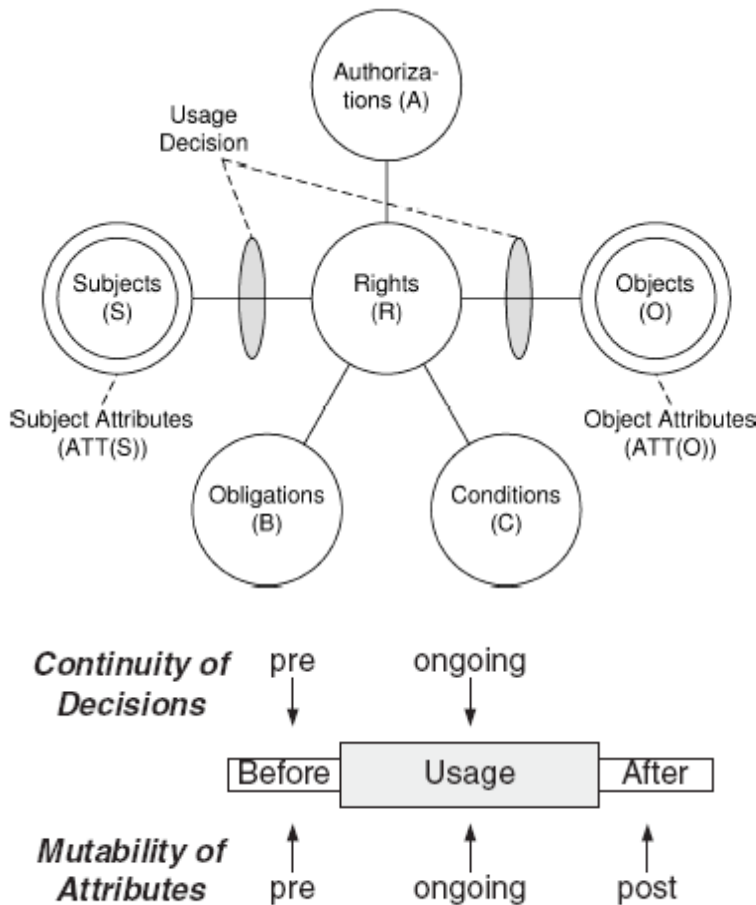 Authoriza-
tions (A)
Usage
Decision
Subjects
(S)
Rights
(R)
Objects
(O)
Subject Attributes
(ATT(S))
Object Attributes
(ATT(O))
Obligations
(B)
Conditions
(C)
Continuity of
Decisions
pre
ongoing
Before
Usage
After
Mutability of
Attributes
pre
ongoing
post